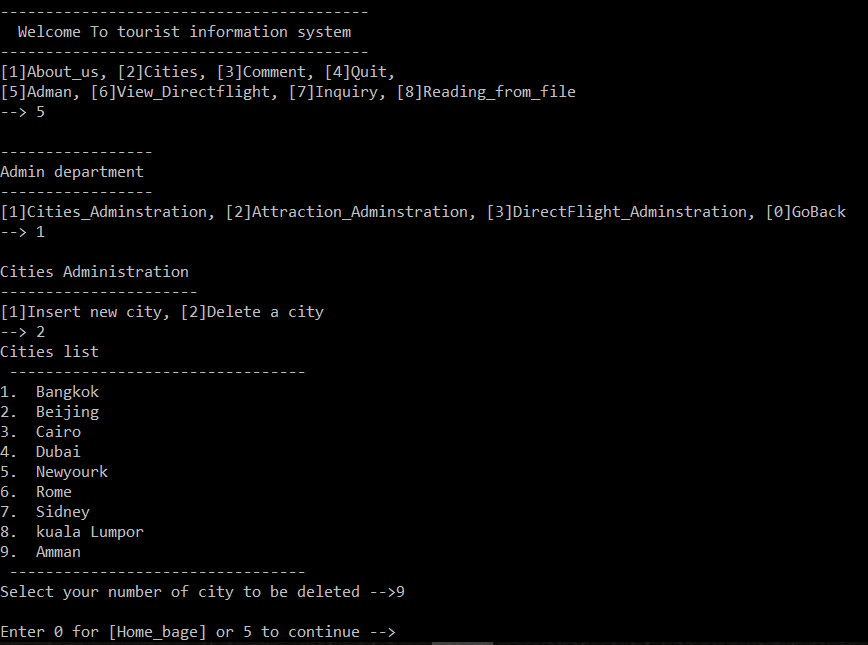 -----------------------------------------
Welcome To tourist information system
-----------------------------------------
[1]About_us, [2]Cities, [3]Comment, [4]Quit,
[5]Adman, [6]View_Directflight, [7]Inquiry, [8]Reading_from_file
--> 5
-----------------
Admin department
-----------------
[1]Cities_Adminstration, [2]Attraction_Adminstration, [3]DirectFlight_Adminstration, [0]GoBack
--> 1
Cities Administration
----------------------
[1]Insert new city, [2]Delete a city
--> 2
Cities list
---------------------------------
1. Bangkok
2. Beijing
3. Cairo
4. Dubai
5. Newyourk
6. Rome
7. Sidney
8. kuala Lumpor
9. Amman
---------------------------------
Select your number of city to be deleted -->9
Enter 0 for [Home_bage] or 5 to continue -->